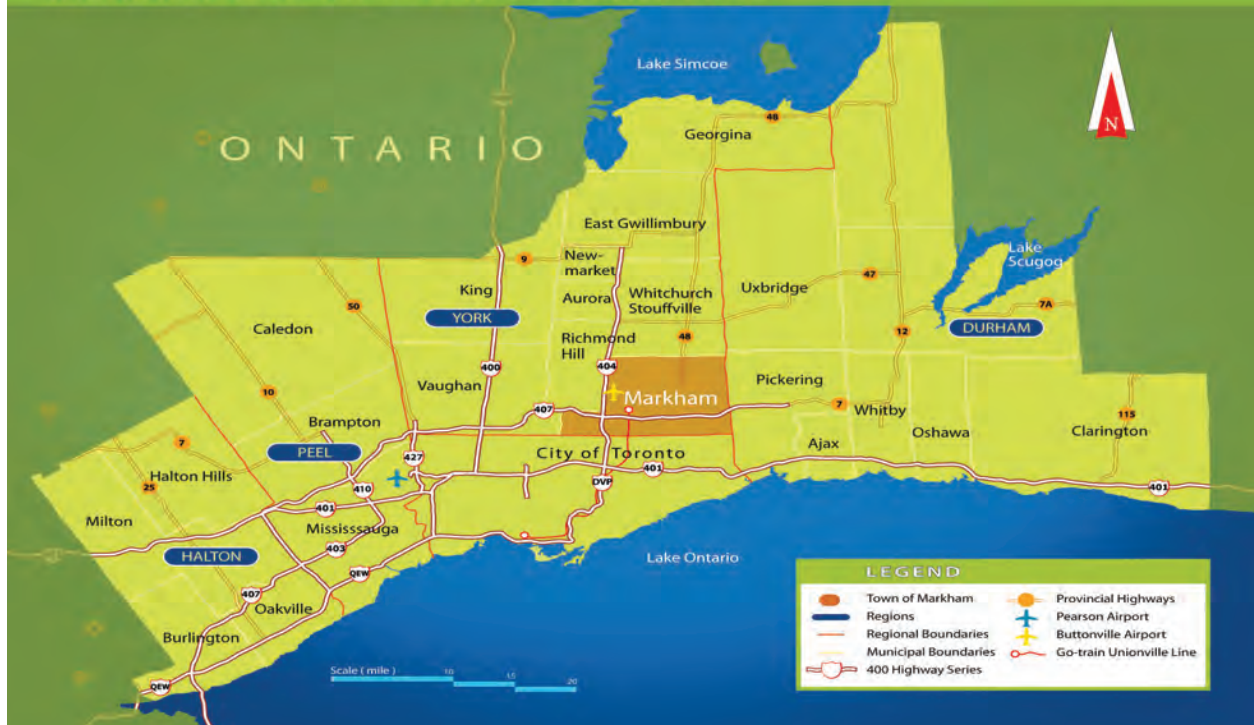 Lake Simcoe
48
Georgina
N
ONTARIO
East Gwillimbury
9
New-
market
Lake
Scugog
47
King
Aurora
Whitchurch
Stouffville
Uxbridge
7A
50
YORK
12
DURHAM
Caledon
48
Richmond
Hill
400
404
Vaughan
Markham
Pickering
10
407
7
Whitby
115
Brampton
7
PEEL
City of Toronto
Ajax
Oshawa
Clarington
427
401
Halton Hills
25
410
DVP
401
401
Milton
Mississsauga
403
HALTON
QEW
Lake Ontario
407
Oakville
Burlington
QEW
Scale ( mile )
10
15
20
LEGEND
Town of Markham
Regions
Regional Boundaries
Municipal Boundaries
400 Highway Series
Provincial Highways
Pearson Airport
Buttonville Airport
Go-train Unionville Line